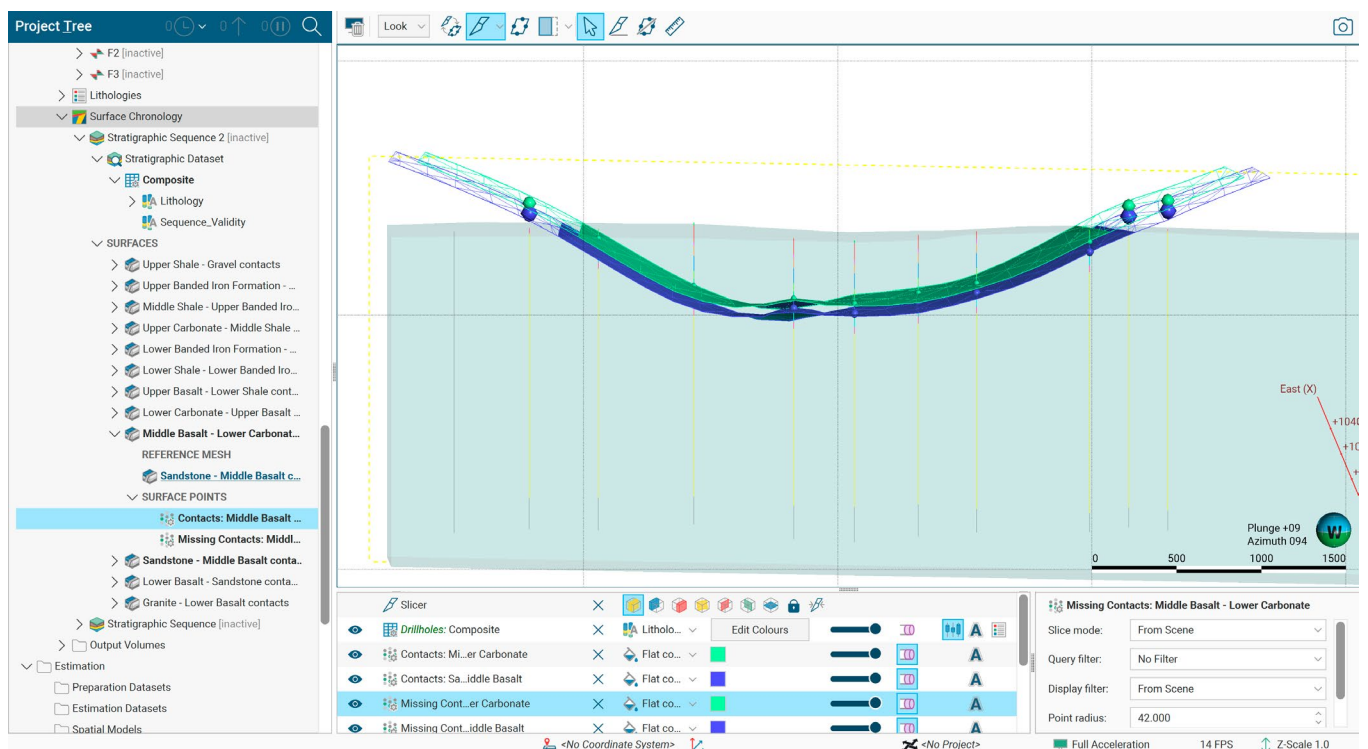 Project Tree
0
0
0
Look
F2 [inactive]
F3 [inactive]
Lithologies
Surface Chronology
Stratigraphic Sequence 2 [inactive]
Stratigraphic Dataset
Composite
Lithology
Sequence_Validity
SURFACES
Upper Shale - Gravel contacts
Upper Banded Iron Formation - ...
Middle Shale - Upper Banded Iro...
Upper Carbonate - Middle Shale ...
Lower Banded Iron Formation - ...
Lower Shale - Lower Banded Iro...
Upper Basalt - Lower Shale cont...
Lower Carbonate - Upper Basalt ...
Middle Basalt - Lower Carbonat...
REFERENCE MESH
Sandstone - Middle Basalt c...
SURFACE POINTS
Contacts: Middle Basalt ...
Missing Contacts: Middl...
Sandstone - Middle Basalt conta..
Lower Basalt - Sandstone conta...
Granite - Lower Basalt contacts
Stratigraphic Sequence [inactive]
Output Volumes
Estimation
Preparation Datasets
Estimation Datasets
Spatial Models
East (X)
+1040
+10
Plunge +09
Azimuth 094
W
0 500 1000 1500
Slicer
Drillholes: Composite
Litholo...
Edit Colours
A
Contacts: Mi...er Carbonate
Flat co...
A
Contacts: Sa...iddle Basalt
Flat co...
A
Missing Cont...er Carbonate
Flat co...
A
Missing Cont...iddle Basalt
Flat co...
A
Missing Contacts: Middle Basalt - Lower Carbonate
Slice mode: From Scene
Query filter: No Filter
Display filter: From Scene
Point radius: 42.000
<No Coordinate System>
<No Project>
Full Acceleration
14 FPS
Z-Scale 1.0